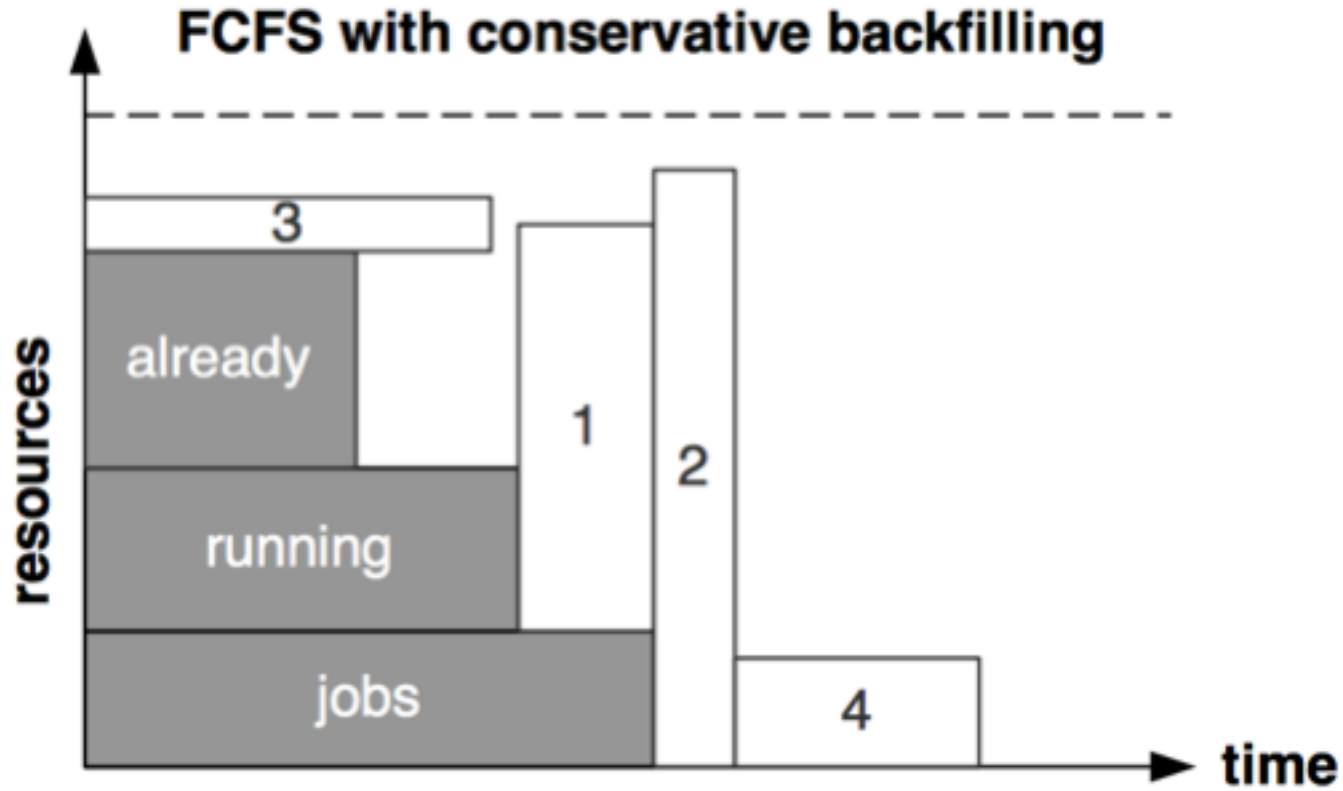 FCFS with conservative backfilling
resources
3
already
1
2
running
jobs
4
time